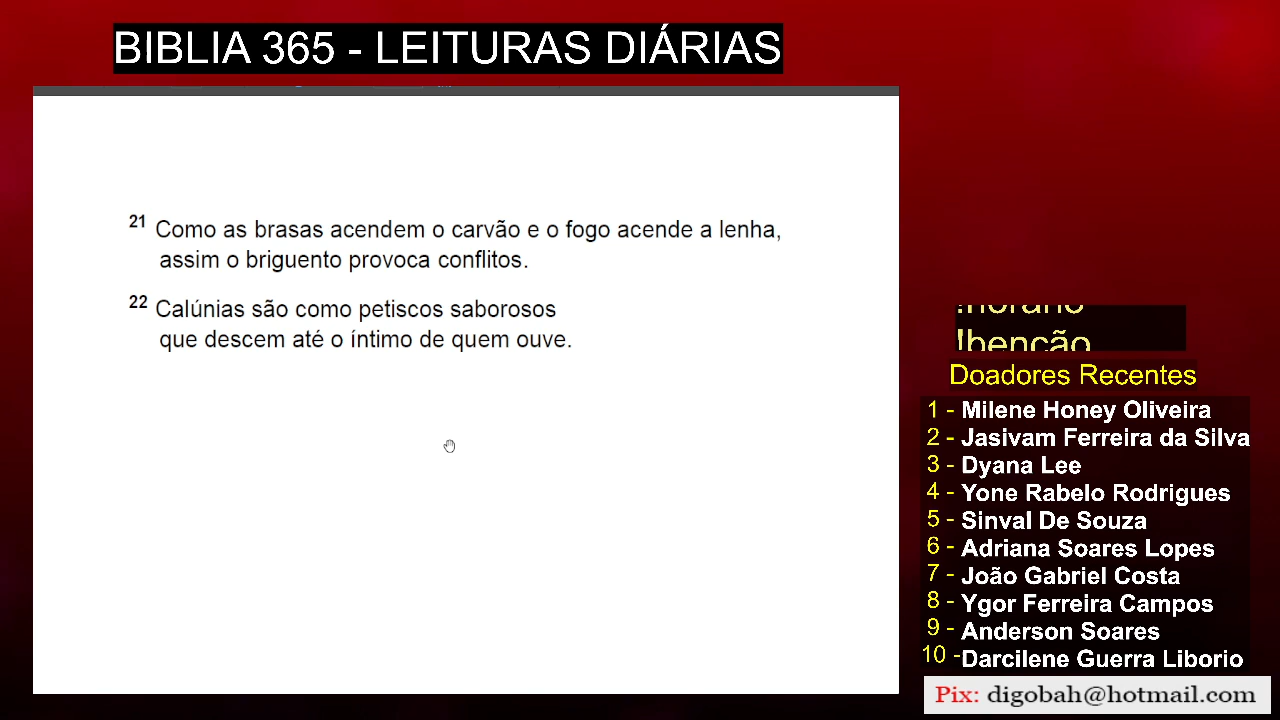 BIBLIA 365 - LEITURAS DIÁRIAS
21 Como as brasas acendem o carvão e o fogo acende a lenha,
assim o briguento provoca conflitos.
22 Calúnias são como petiscos saborosos
que descem até o íntimo de quem ouve.
Doadores Recentes
1 - Milene Honey Oliveira
2 - Jasivam Ferreira da Silva
3 - Dyana Lee
4 - Yone Rabelo Rodrigues
5 - Sinval De Souza
6 - Adriana Soares Lopes
7 - João Gabriel Costa
8 - Ygor Ferreira Campos
9 - Anderson Soares
10 -Darcilene Guerra Liborio
Pix: digobah@hotmail.com